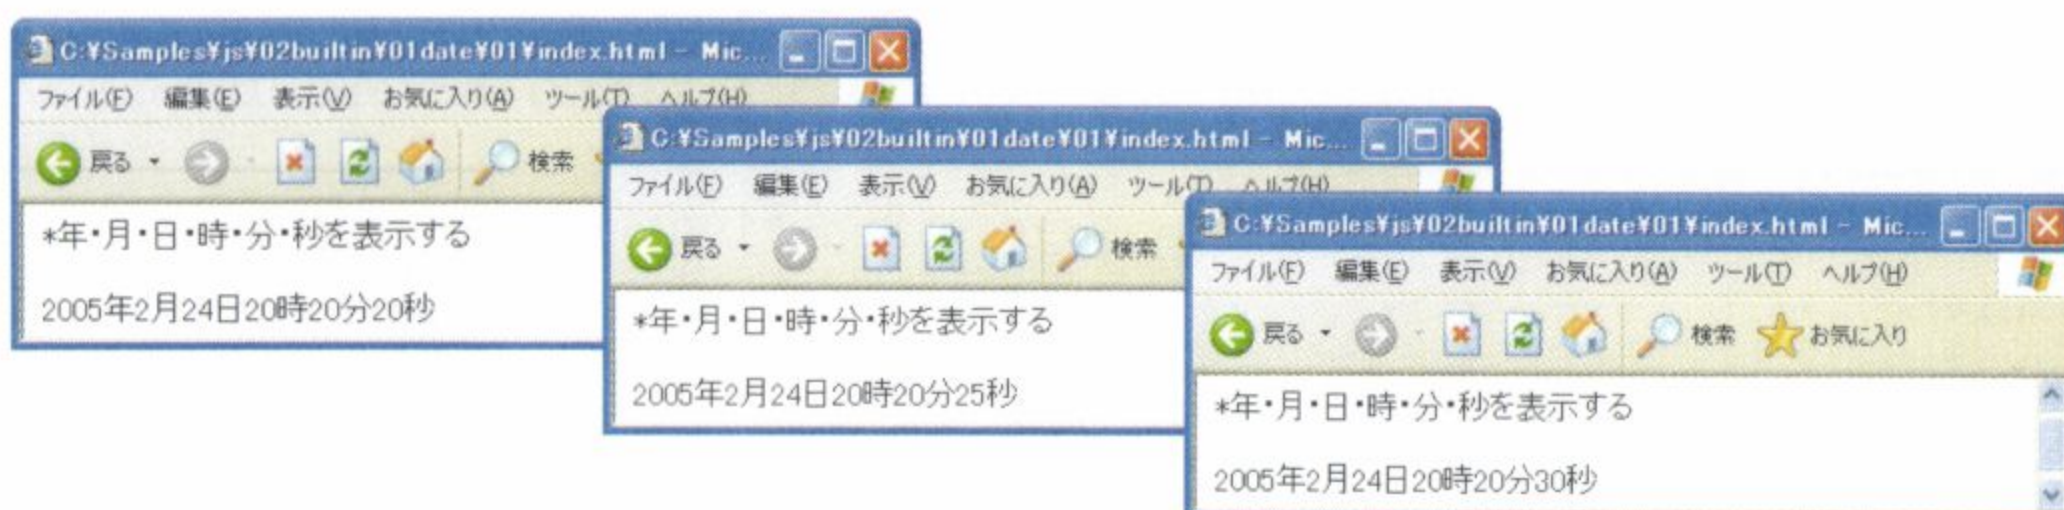 C:¥Samples¥js¥02builtin¥01date¥01¥index.html - Mic...
ファイル(F) 編集(E) 表示(V) お気に入り(A) ツール(T) ヘルプ(H)
戻る 検索
*年・月・日・時・分・秒を表示する
2005年2月24日20時20分20秒
C:¥Samples¥js¥02builtin¥01date¥01¥index.html - Mic...
ファイル(F) 編集(E) 表示(V) お気に入り(A) ツール(T) ヘルプ(H)
戻る 検索
*年・月・日・時・分・秒を表示する
2005年2月24日20時20分25秒
C:¥Samples¥js¥02builtin¥01date¥01¥index.html - Mic...
ファイル(F) 編集(E) 表示(V) お気に入り(A) ツール(T) ヘルプ(H)
戻る 検索 お気に入り
*年・月・日・時・分・秒を表示する
2005年2月24日20時20分30秒